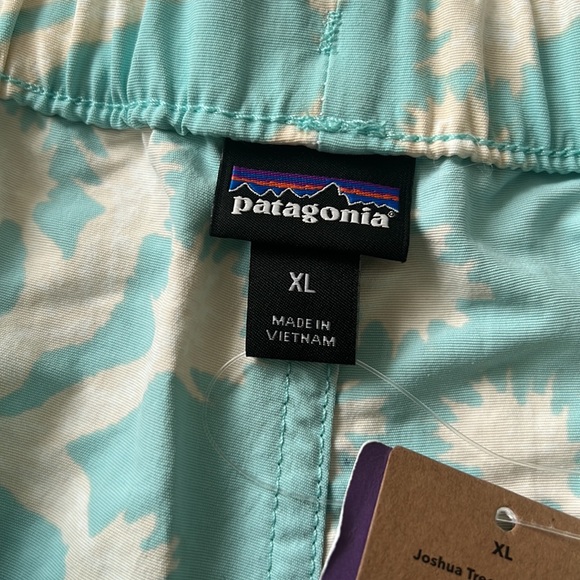 patagonia®
XL
MADE IN
VIETNAM
XL
Joshua Tree